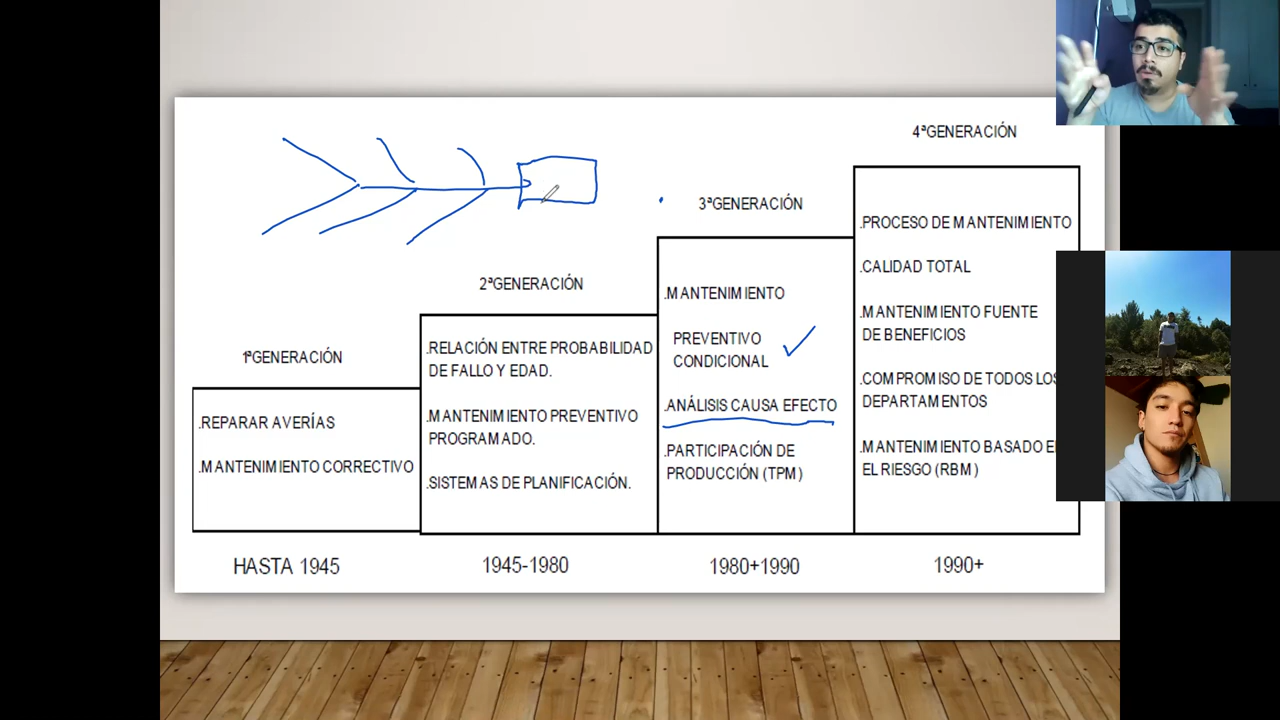 4ªGENERACIÓN
.PROCESO DE MANTENIMIENTO
.CALIDAD TOTAL
.MANTENIMIENTO FUENTE
DE BENEFICIOS
.COMPROMISO DE TODOS LOS
DEPARTAMENTOS
.MANTENIMIENTO BASADO
EL RIESGO (RBM)
1990+
3ªGENERACIÓN
.MANTENIMIENTO
PREVENTIVO
CONDICIONAL
.ANÁLISIS CAUSA EFECTO
.PARTICIPACIÓN DE
PRODUCCIÓN (TPM)
1980+1990
2ªGENERACIÓN
.RELACIÓN ENTRE PROBABILIDAD
DE FALLO Y EDAD.
.MANTENIMIENTO PREVENTIVO
PROGRAMADO.
.SISTEMAS DE PLANIFICACIÓN.
1945-1980
1ªGENERACIÓN
.REPARAR AVERÍAS
.MANTENIMIENTO CORRECTIVO
HASTA 1945